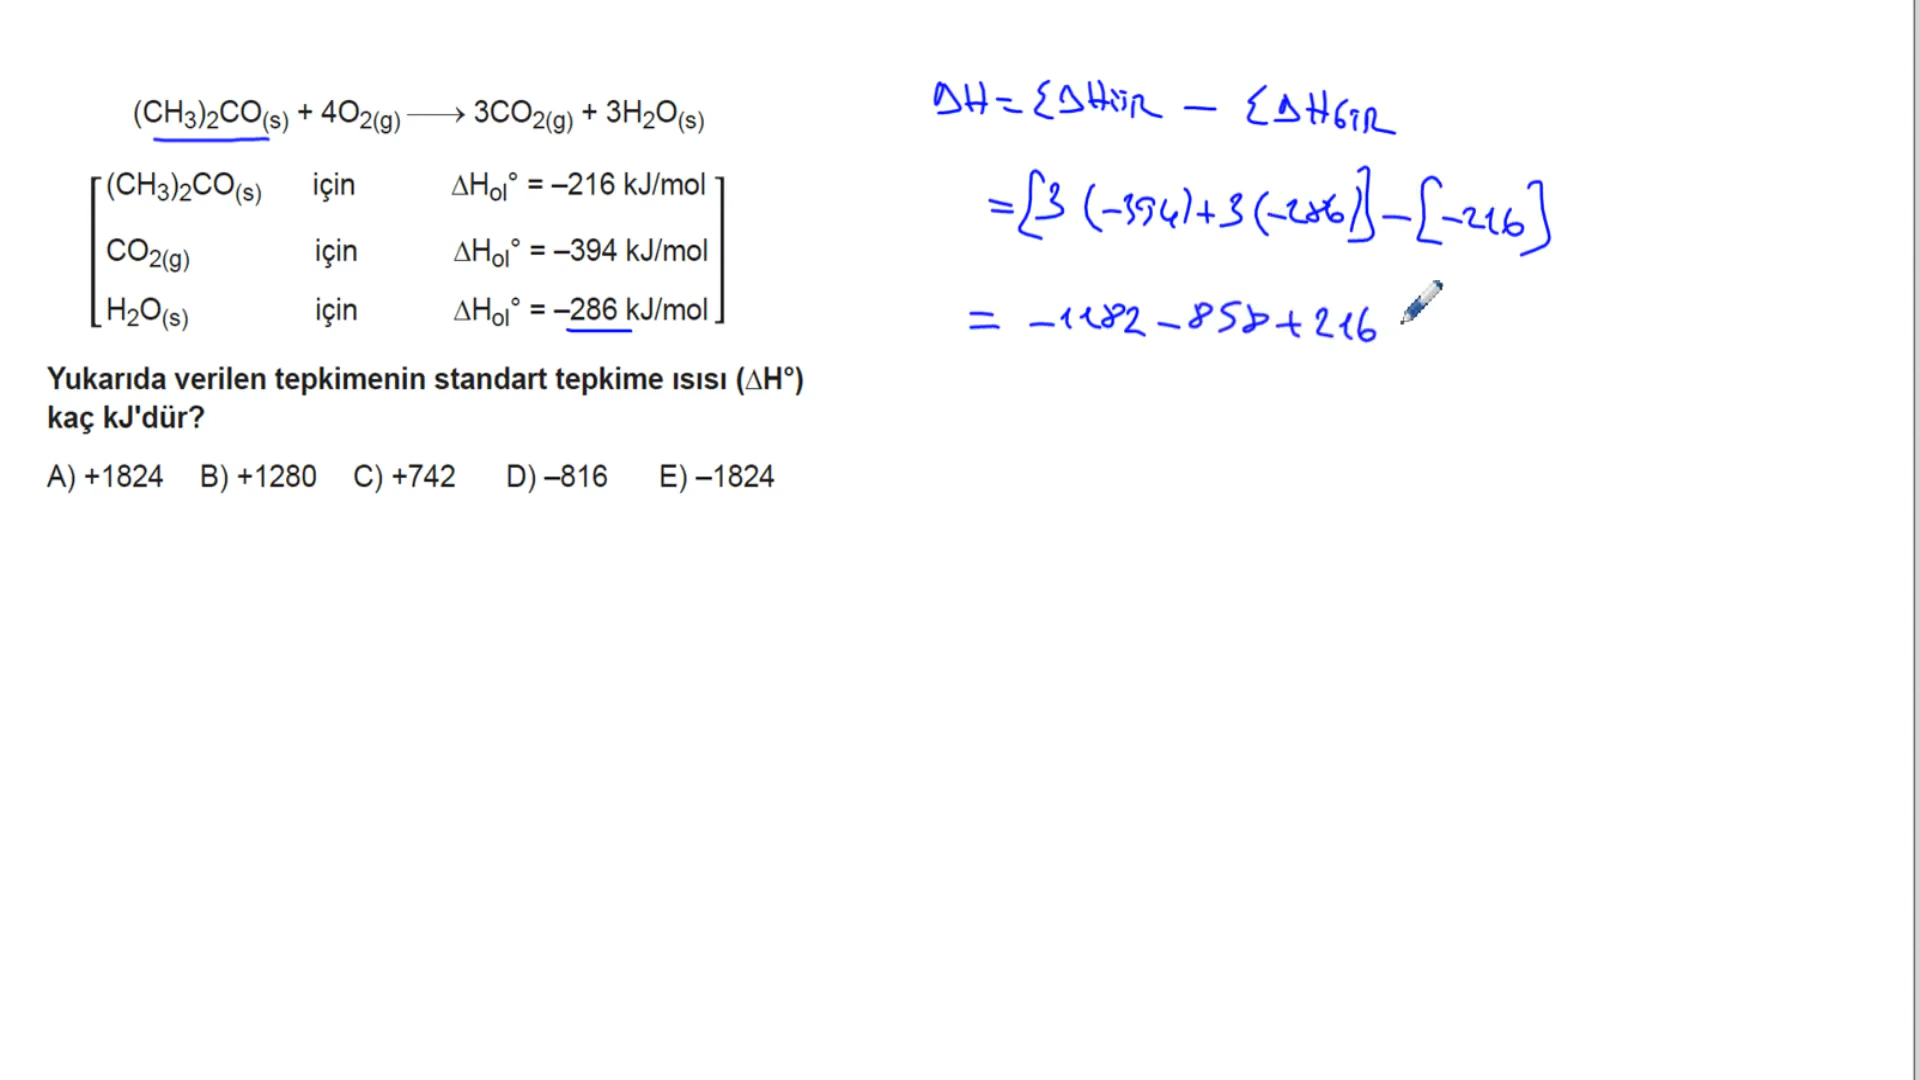 (CH3)2CO(s) + 4O2(g) ⟶ 3CO2(g) + 3H2O(s)
(CH3)2CO(s) için ΔHol° = –216 kJ/mol
CO2(g) için ΔHol° = –394 kJ/mol
H2O(s) için ΔHol° = –286 kJ/mol
Yukarıda verilen tepkimenin standart tepkime ısısı (ΔH°)
kaç kJ'dür?
A) +1824 B) +1280 C) +742 D) –816 E) –1824
ΔH = ΣΔHÜR – ΣΔHGİR
= [3 (-394) + 3 (-286)] – [-216]
= -1182 - 858 + 216